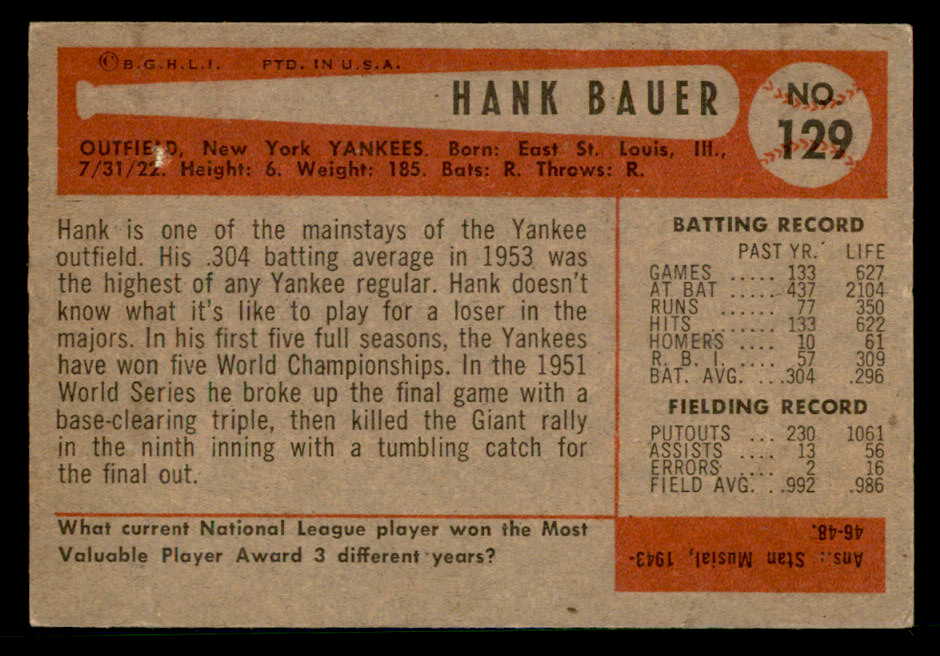 © B.G.H.L.I. PTD. IN U.S.A.
HANK BAUER
NO.
129
OUTFIELD, New York YANKEES. Born: East St. Louis, Ill.,
7/31/22. Height: 6. Weight: 185. Bats: R. Throws: R.
Hank is one of the mainstays of the Yankee
outfield. His .304 batting average in 1953 was
the highest of any Yankee regular. Hank doesn't
know what it's like to play for a loser in the
majors. In his first five full seasons, the Yankees
have won five World Championships. In the 1951
World Series he broke up the final game with a
base-clearing triple, then killed the Giant rally
in the ninth inning with a tumbling catch for
the final out.
BATTING RECORD
PAST YR. LIFE
GAMES ..... 133 627
AT BAT ..... 437 2104
RUNS ...... 77 350
HITS ....... 133 622
HOMERS .... 10 61
R. B. I. .... 57 309
BAT. AVG. ...304 .296
FIELDING RECORD
PUTOUTS ... 230 1061
ASSISTS .... 13 56
ERRORS .... 2 16
FIELD AVG. ..992 .986
What current National League player won the Most
Valuable Player Award 3 different years?
Ans.: Stan Musial, 1943-
46-48.